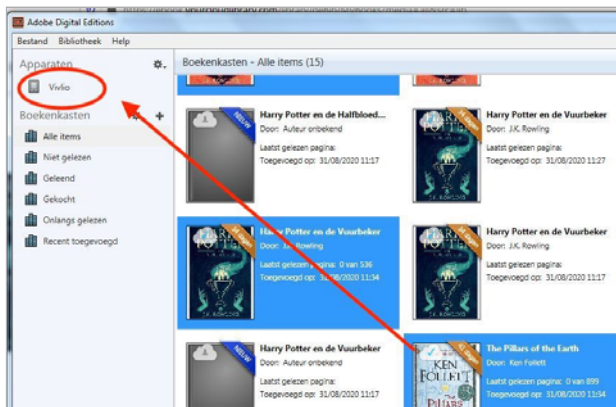 Adobe Digital Editions
Bestand Bibliotheek Help
Apparaten
Vivlio
Boekenkasten
Alle items
Niet gelezen
Geleend
Gekocht
Onlangs gelezen
Recent toegevoegd
Boekenkasten - Alle items (15)
NIEUW
Harry Potter en de Halfbloed...
Door: Auteur onbekend
Laatst gelezen pagina:
Toegevoegd op: 31/08/2020 11:17
Harry Potter en de Vuurbeker
Door: J.K. Rowling
Laatst gelezen pagina:
Toegevoegd op: 31/08/2020 11:27
Harry Potter en de Vuurbeker
Door: J.K. Rowling
Laatst gelezen pagina: 0 van 536
Toegevoegd op: 31/08/2020 11:34
Harry Potter en de Vuurbeker
Door: J.K. Rowling
Laatst gelezen pagina:
Toegevoegd op: 31/08/2020 11:17
NIEUW
Harry Potter en de Vuurbeker
Door: Auteur onbekend
Laatst gelezen pagina:
Toegevoegd op: 31/08/2020 11:17
KEN
FOLLETT
The PILLARS
The Pillars of the Earth
Door: Ken Follett
Laatst gelezen pagina: 0 van 899
Toegevoegd op: 31/08/2020 11:34